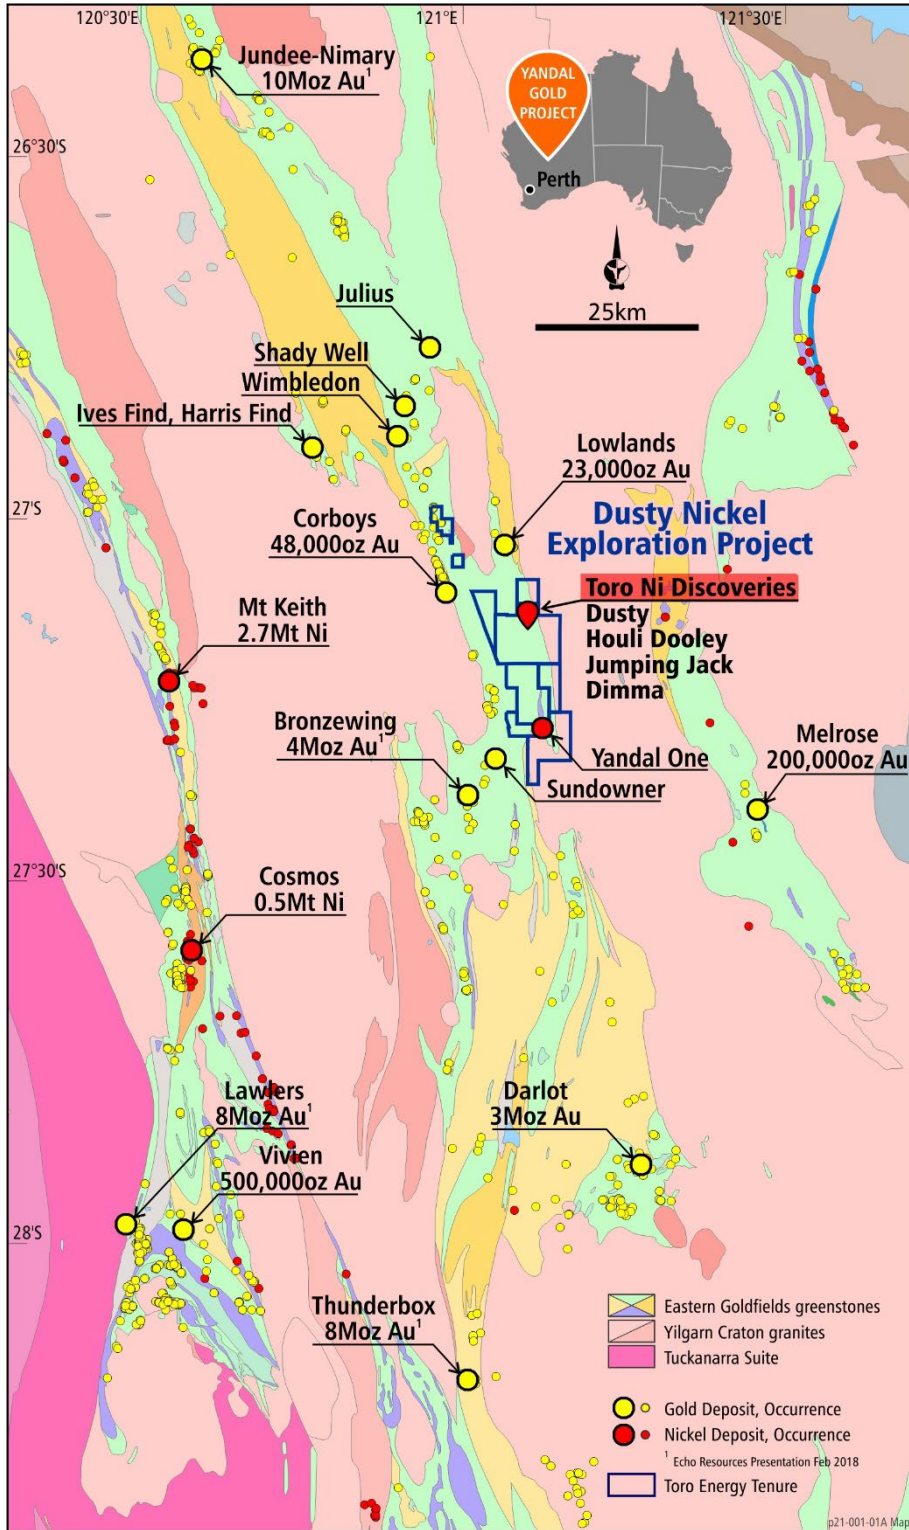 120°30'E
121°E
121°30'E
Jundee-Nimary
10Moz Au¹
YANDAL
GOLD
PROJECT
26°30'S
Perth
25km
Julius
Shady Well
Wimbledon
Ives Find, Harris Find
Lowlands
23,000oz Au
27°S
Corboys
48,000oz Au
Dusty Nickel
Exploration Project
Toro Ni Discoveries
Dusty
Houli Dooley
Jumping Jack
Dimma
Mt Keith
2.7Mt Ni
Bronzewing
4Moz Au¹
Yandal One
Sundowner
Melrose
200,000oz Au
27°30'S
Cosmos
0.5Mt Ni
Lawlers
8Moz Au¹
Darlot
3Moz Au
Vivien
500,000oz Au
28°S
Thunderbox
8Moz Au¹
Eastern Goldfields greenstones
Yilgarn Craton granites
Tuckanarra Suite
Gold Deposit, Occurrence
Nickel Deposit, Occurrence
¹ Echo Resources Presentation Feb 2018
Toro Energy Tenure
p21-001-01A Map